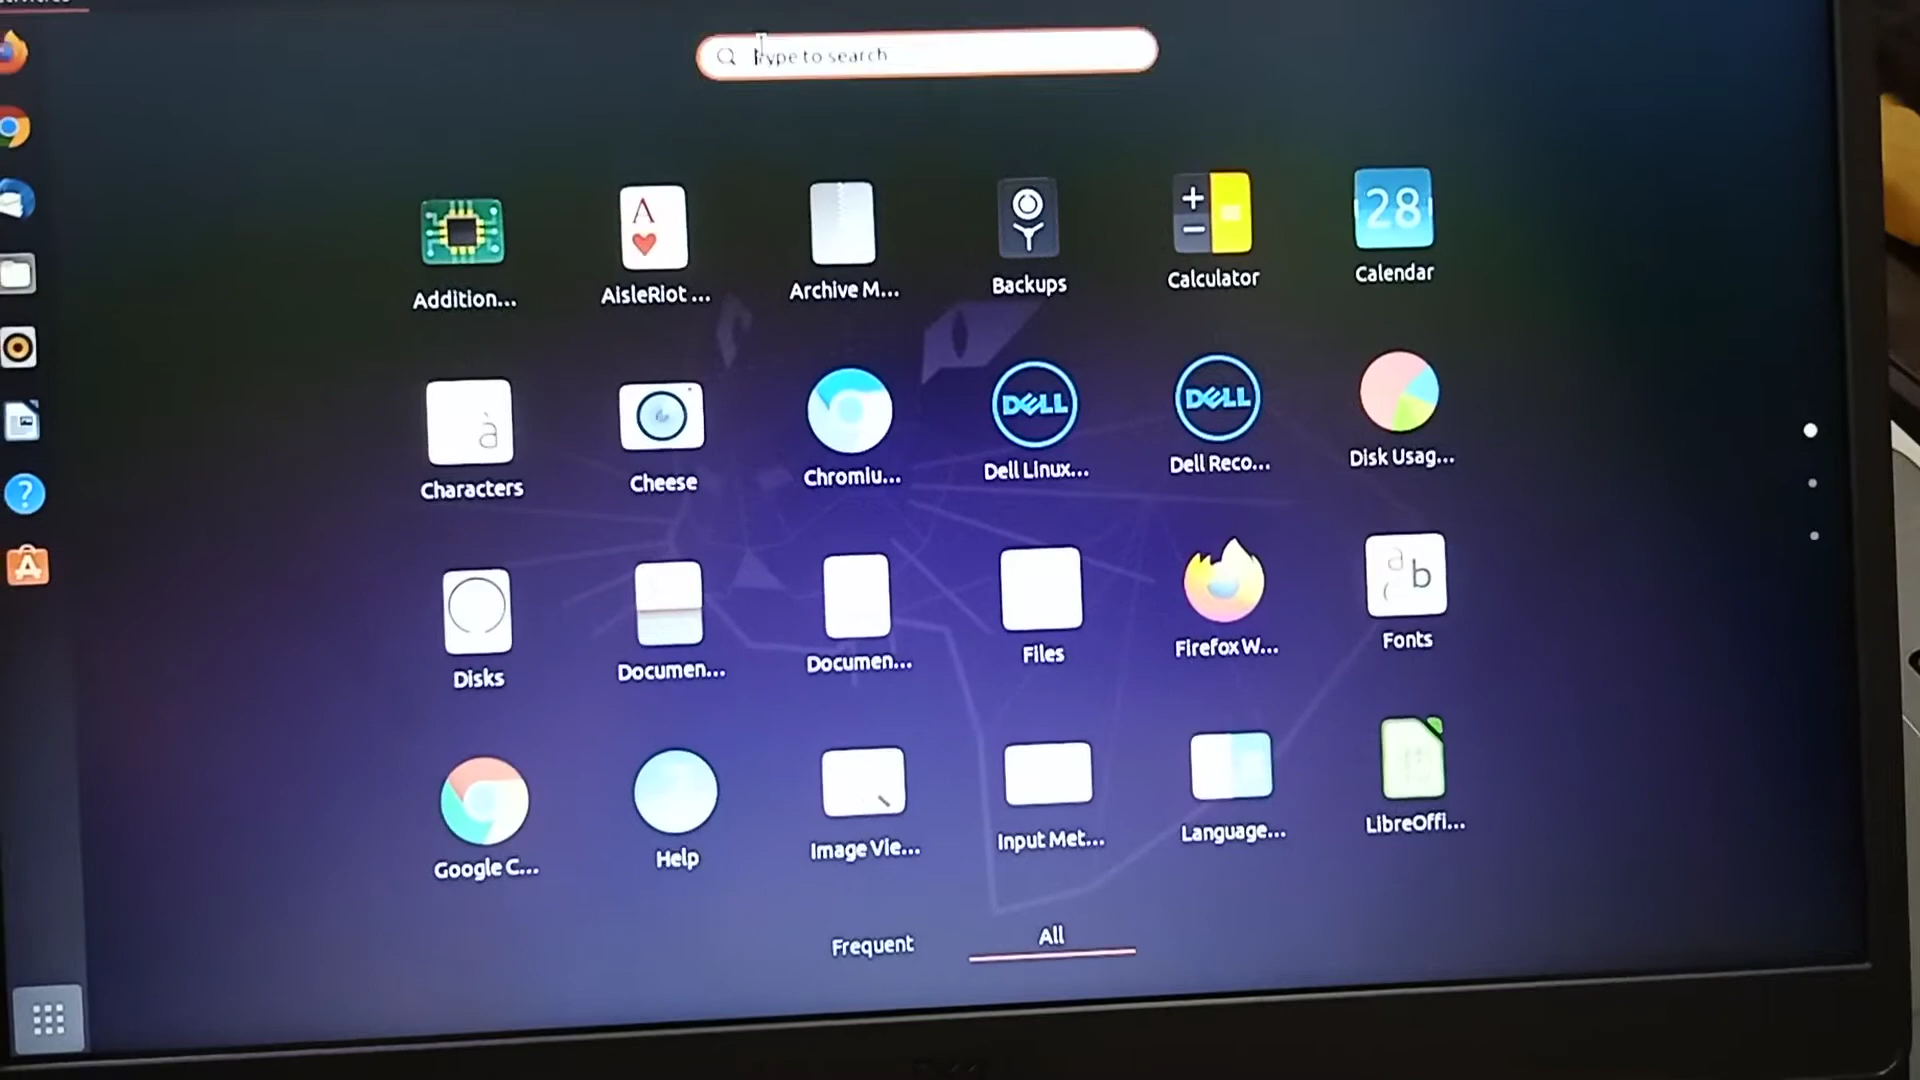 Type to search
A
28
Addition...
AisleRiot ...
Archive M...
Backups
Calculator
Calendar
à
DELL
DELL
Characters
Cheese
Chromiu...
Dell Linux...
Dell Reco...
Disk Usag...
?
a b
Disks
Documen...
Documen...
Files
Firefox W...
Fonts
Google C...
Help
Image Vie...
Input Met...
Language...
LibreOffi...
Frequent
All